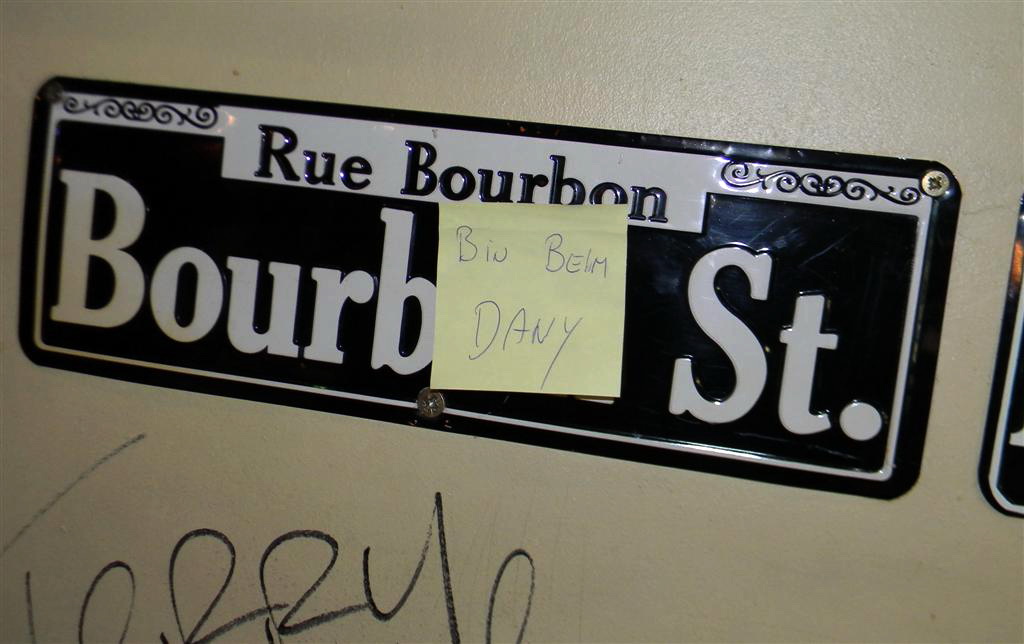 Rue Bourbon
Bourb St.
BIN BEIM
DANY